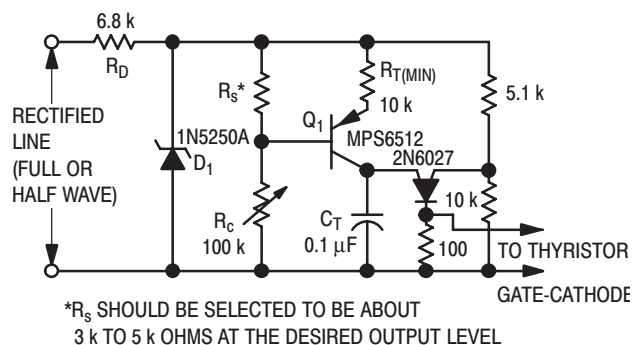 6.8 k
R_D
RECTIFIED
LINE
(FULL OR
HALF WAVE)
1N5250A
D_1
R_s*
R_c
100 k
Q_1
MPS6512
R_T(MIN)
10 k
C_T
0.1 µF
2N6027
5.1 k
10 k
100
TO THYRISTOR
GATE-CATHODE
*R_s SHOULD BE SELECTED TO BE ABOUT
3 k TO 5 k OHMS AT THE DESIRED OUTPUT LEVEL